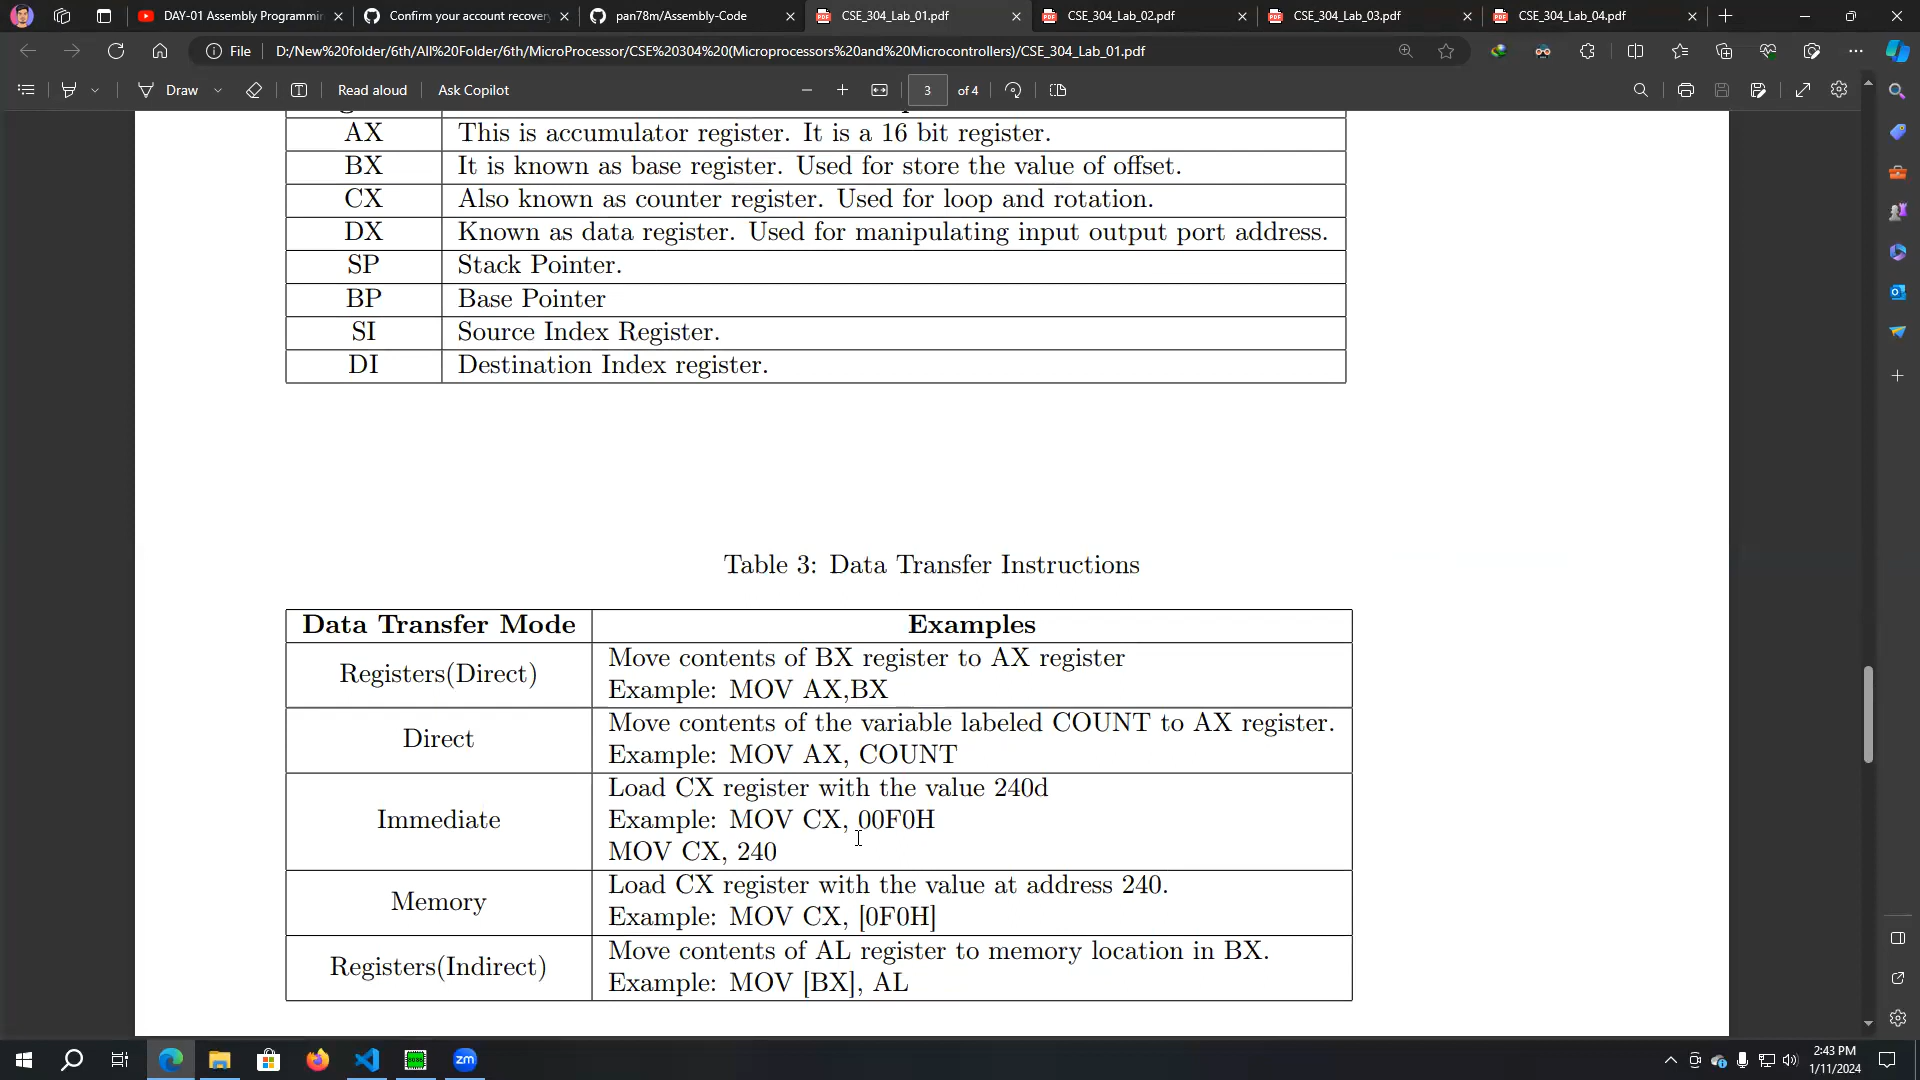 DAY-01 Assembly Programmin
Confirm your account recover
pan78m/Assembly-Code
CSE_304_Lab_01.pdf
CSE_304_Lab_02.pdf
CSE_304_Lab_03.pdf
CSE_304_Lab_04.pdf
File
D:/New%20folder/6th/All%20Folder/6th/MicroProcessor/CSE%20304%20(Microprocessors%20and%20Microcontrollers)/CSE_304_Lab_01.pdf
Draw
Read aloud
Ask Copilot
3
of 4
AX This is accumulator register. It is a 16 bit register.
BX It is known as base register. Used for store the value of offset.
CX Also known as counter register. Used for loop and rotation.
DX Known as data register. Used for manipulating input output port address.
SP Stack Pointer.
BP Base Pointer
SI Source Index Register.
DI Destination Index register.
Table 3: Data Transfer Instructions
Data Transfer Mode Examples
Registers(Direct) Move contents of BX register to AX register
Example: MOV AX,BX
Direct Move contents of the variable labeled COUNT to AX register.
Example: MOV AX, COUNT
Immediate Load CX register with the value 240d
Example: MOV CX, 00F0H
MOV CX, 240
Memory Load CX register with the value at address 240.
Example: MOV CX, [0F0H]
Registers(Indirect) Move contents of AL register to memory location in BX.
Example: MOV [BX], AL
zm
2:43 PM
1/11/2024